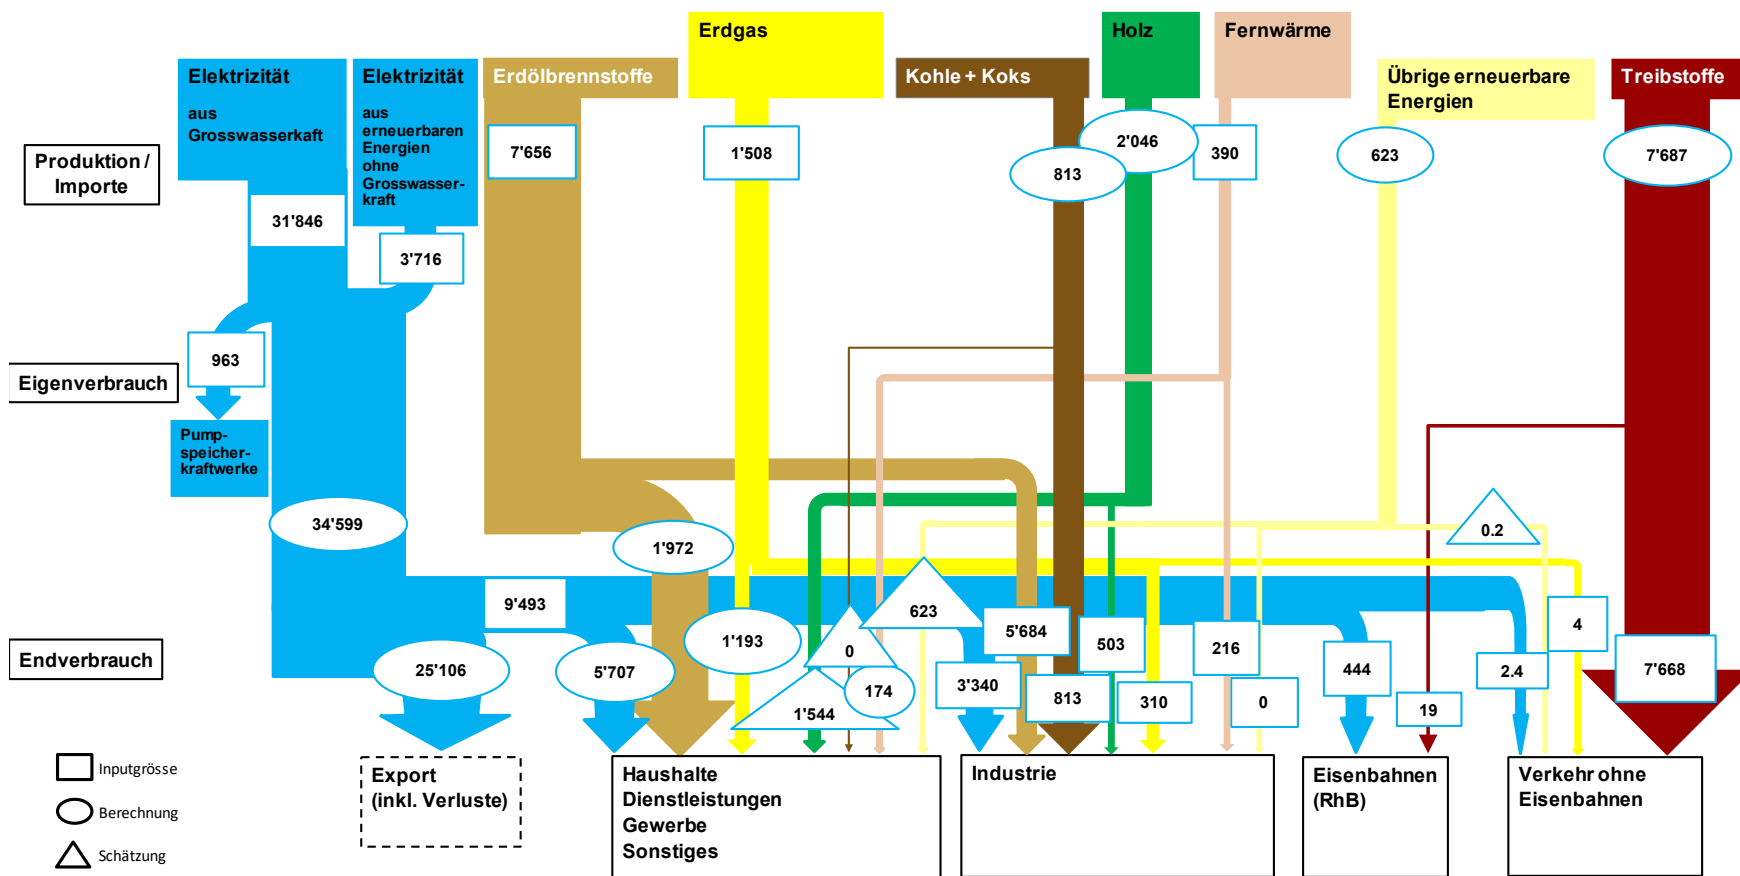 Erdgas
Holz
Fernwärme
Elektrizität
aus
Grosswasserkaft
Elektrizität
aus
erneuerbaren
Energien
ohne
Grosswasser-
kraft
Erdölbrennstoffe
Kohle + Koks
Übrige erneuerbare
Energien
Treibstoffe
Produktion /
Importe
7'656
1'508
2'046
813
390
623
7'687
31'846
3'716
963
Eigenverbrauch
Pump-
speicher-
kraftwerke
34'599
1'972
0.2
9'493
623
5'684
503
216
4
Endverbrauch
25'106
5'707
1'193
0
174
1'544
3'340
813
310
0
444
19
2.4
7'668
Export
(inkl. Verluste)
Haushalte
Dienstleistungen
Gewerbe
Sonstiges
Industrie
Eisenbahnen
(RhB)
Verkehr ohne
Eisenbahnen
Inputgrösse
Berechnung
Schätzung